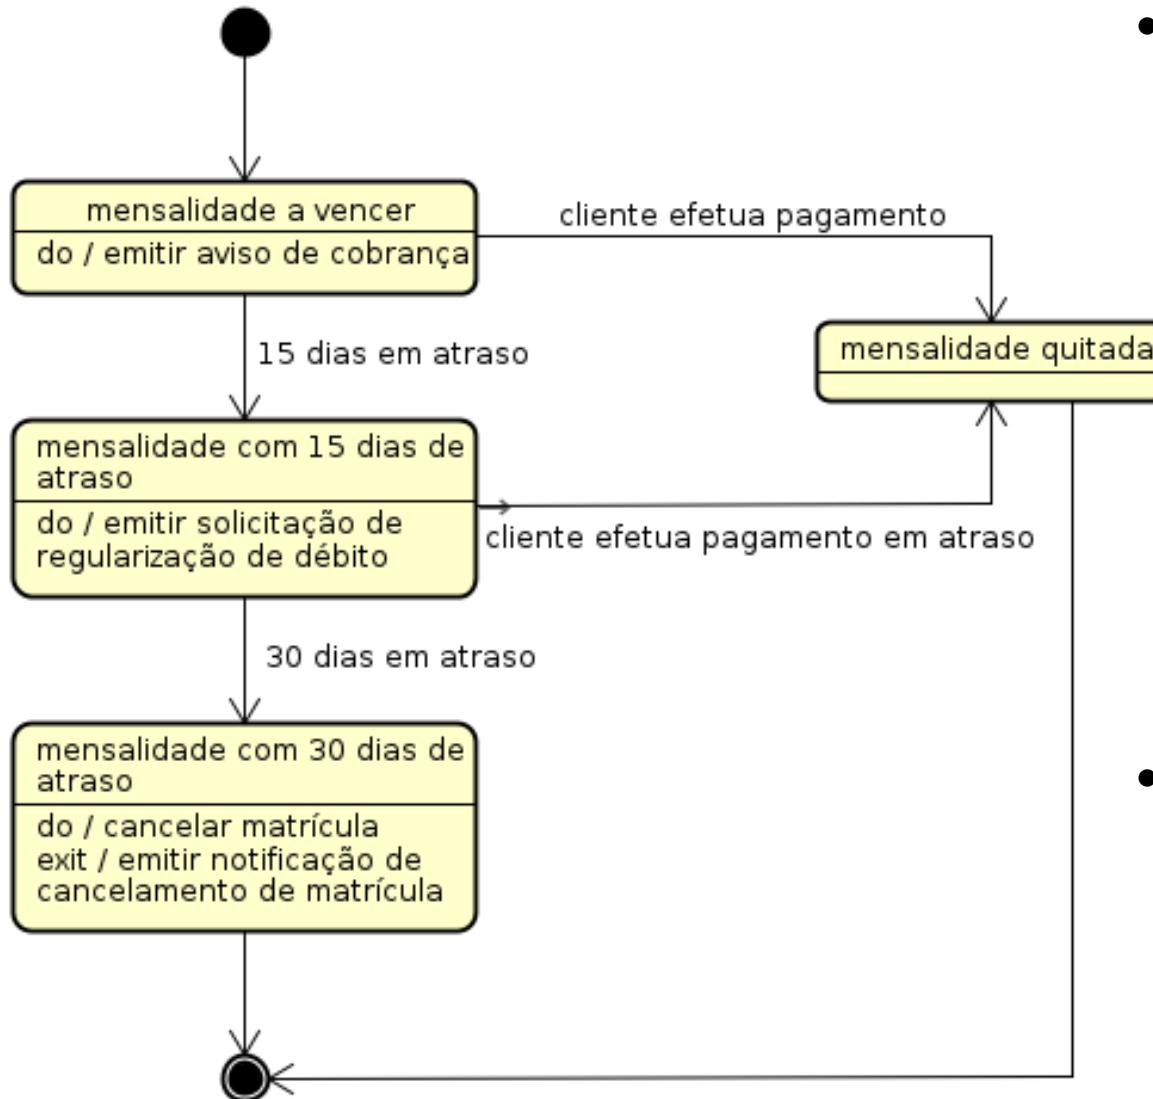 mensalidade a vencer
do / emitir aviso de cobrança
cliente efetua pagamento
mensalidade quitada
15 dias em atraso
mensalidade com 15 dias de
atraso
do / emitir solicitação de
regularização de débito
cliente efetua pagamento em atraso
30 dias em atraso
mensalidade com 30 dias de
atraso
do / cancelar matrícula
exit / emitir notificação de
cancelamento de matrícula